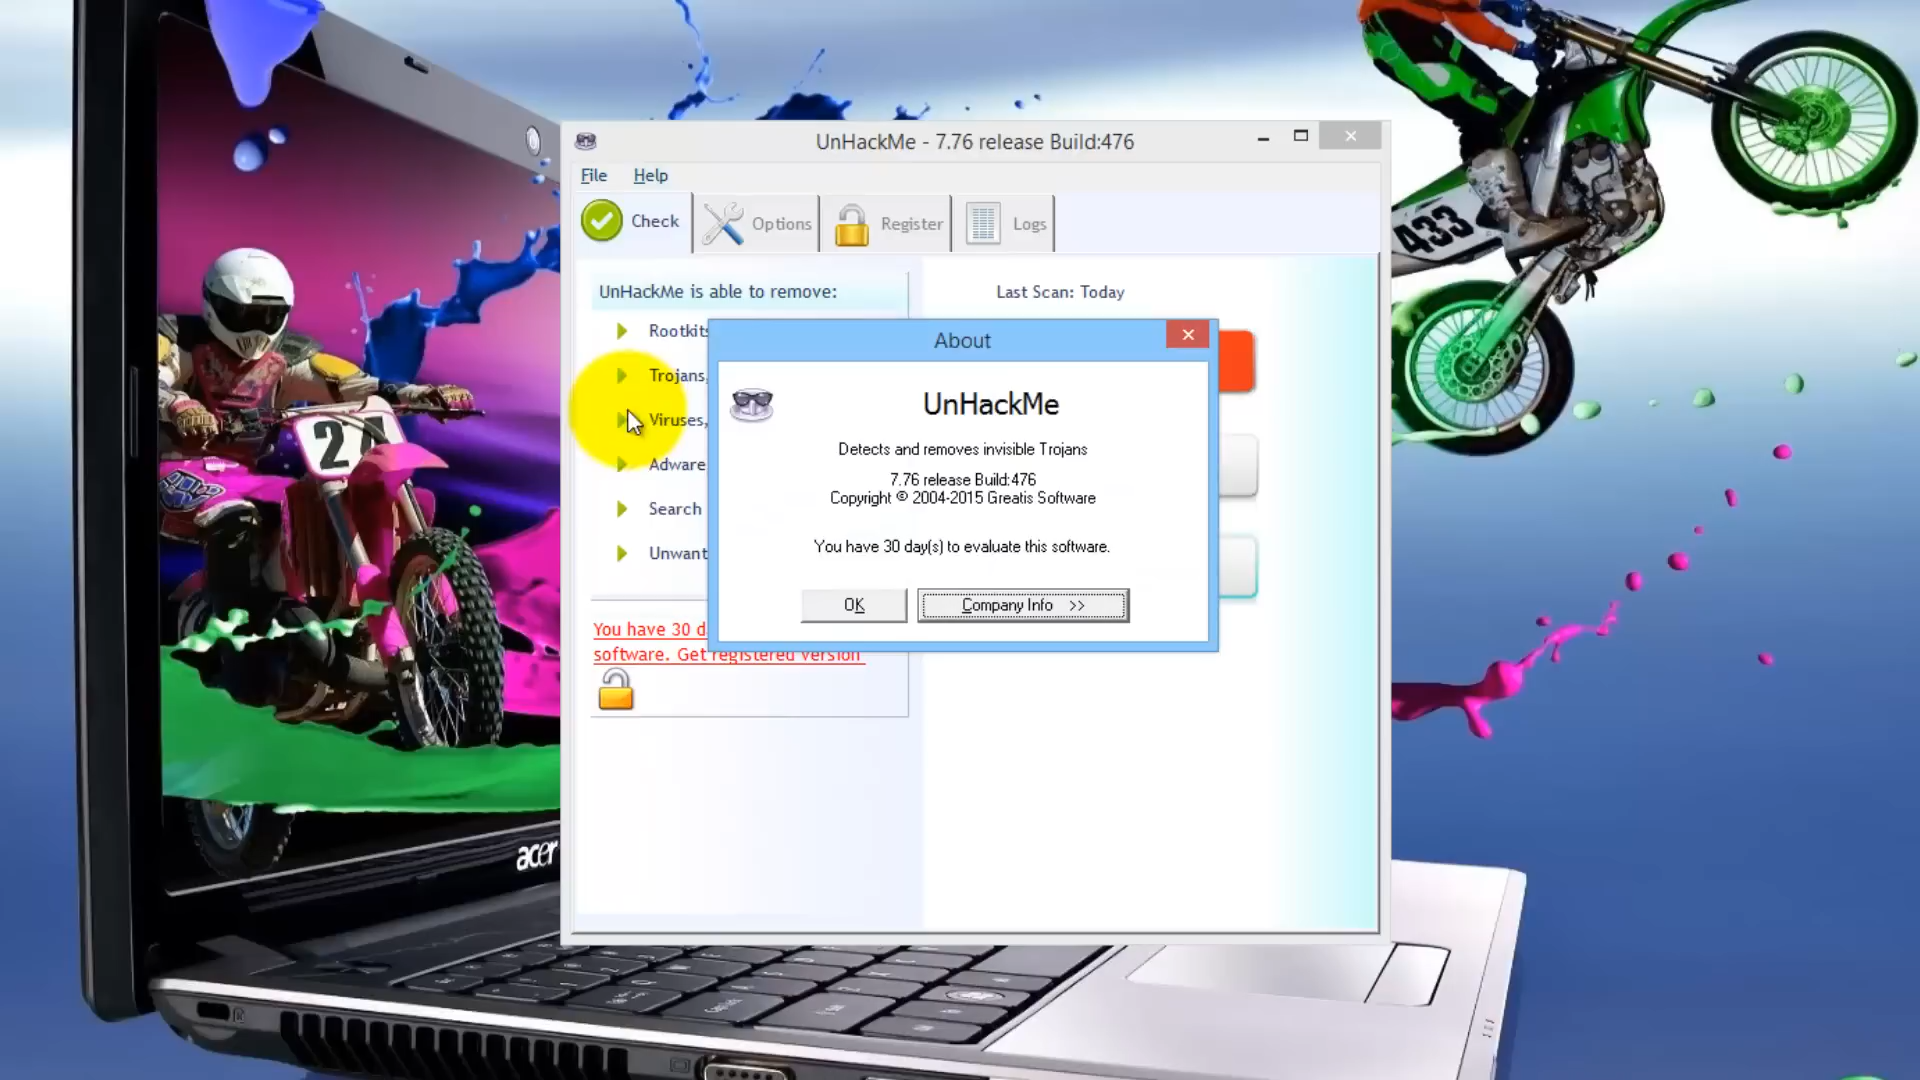 UnHackMe - 7.76 release Build:476
File Help
Check Options Register Logs
UnHackMe is able to remove:
Last Scan: Today
Trojans,
Viruses,
Adware
Search
You have 30
software. Get registered version
About
UnHackMe
Detects and removes invisible Trojans
7.76 release Build:476
Copyright © 2004-2015 Greatis Software
You have 30 day(s) to evaluate this software.
OK
Company Info >>
433
acer